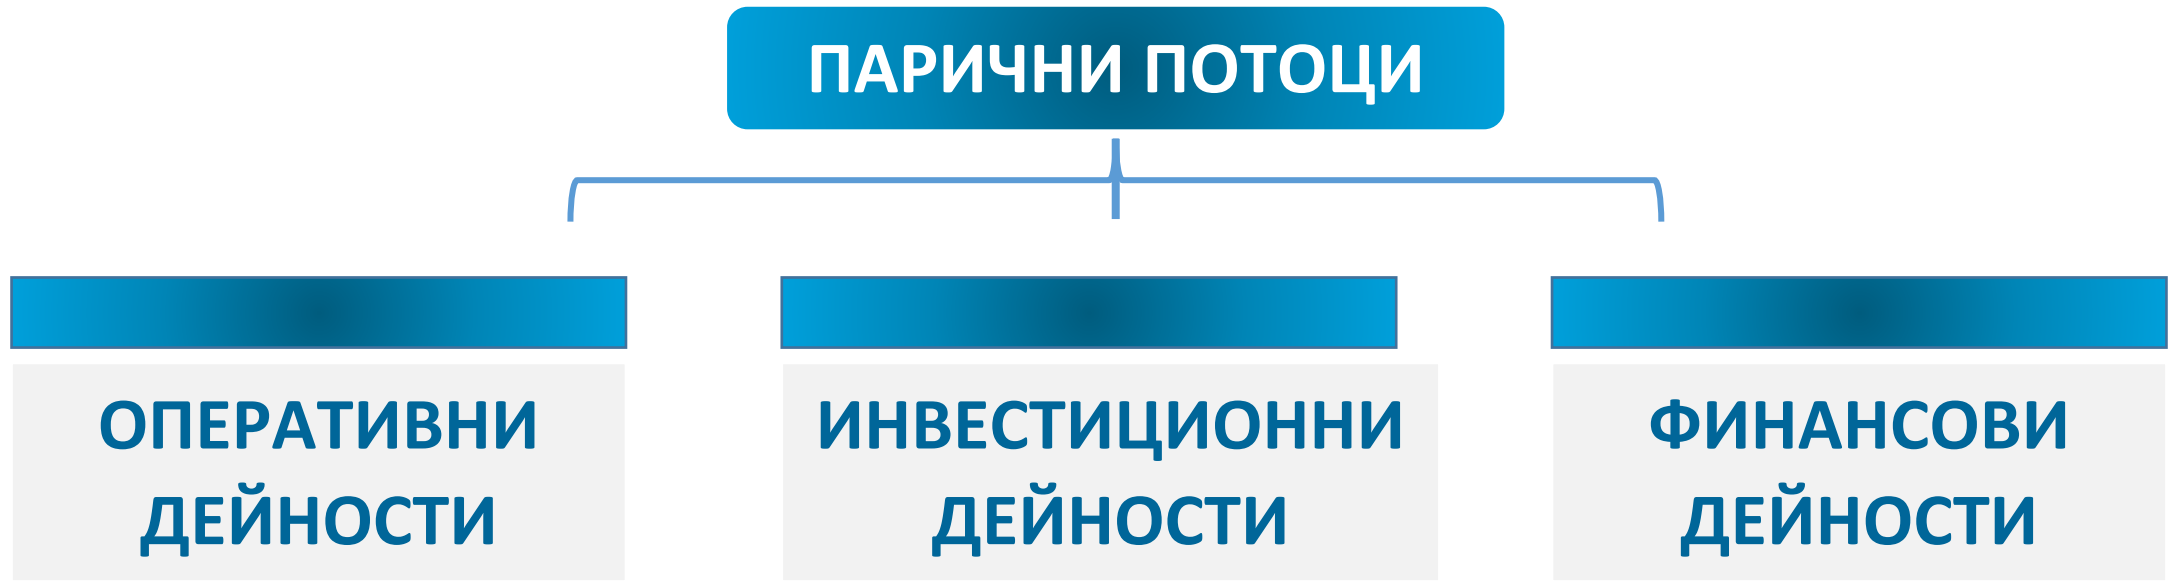 ПАРИЧНИ ПОТОЦИ
ОПЕРАТИВНИ
ДЕЙНОСТИ
ИНВЕСТИЦИОННИ
ДЕЙНОСТИ
ФИНАНСОВИ
ДЕЙНОСТИ